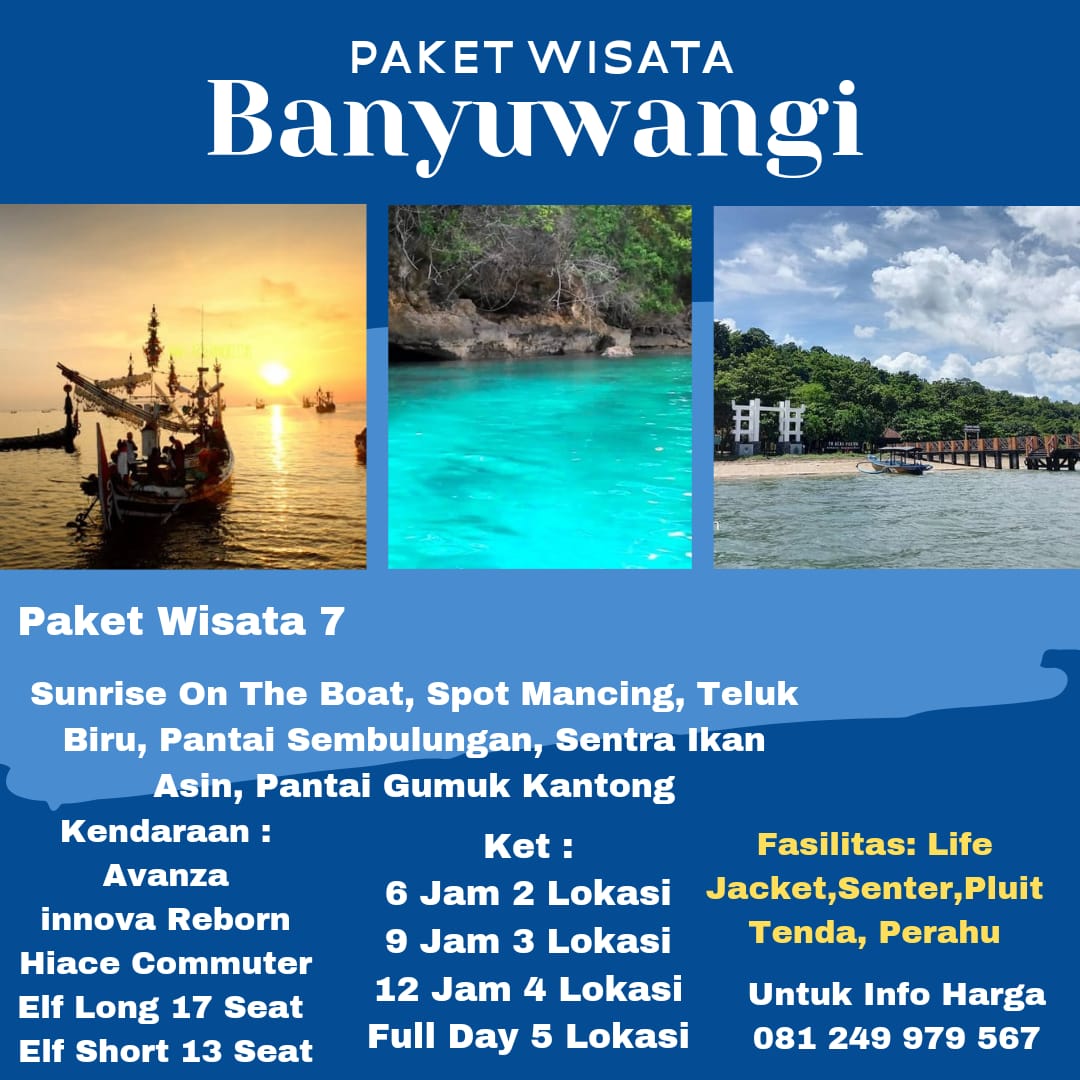 PAKET WISATA
Banyuwangi
Paket Wisata 7
Sunrise On The Boat, Spot Mancing, Teluk
Biru, Pantai Sembulungan, Sentra Ikan
Asin, Pantai Gumuk Kantong
Kendaraan :
Avanza
innova Reborn
Hiace Commuter
Elf Long 17 Seat
Elf Short 13 Seat
Ket :
6 Jam 2 Lokasi
9 Jam 3 Lokasi
12 Jam 4 Lokasi
Full Day 5 Lokasi
Fasilitas: Life
Jacket,Senter,Pluit
Tenda, Perahu
Untuk Info Harga
081 249 979 567